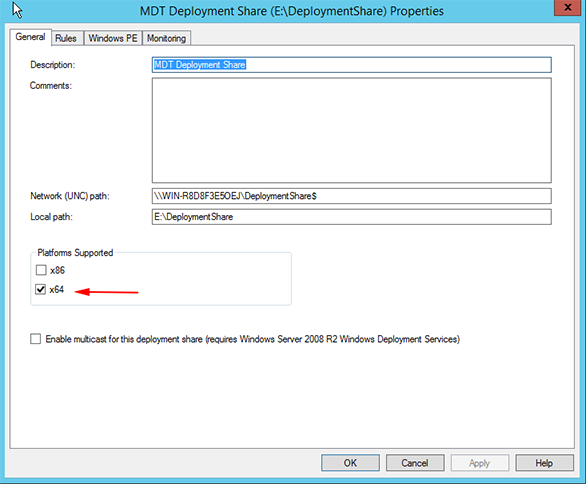 MDT Deployment Share (E:\DeploymentShare) Properties
x
General Rules Windows PE Monitoring
Description: MDT Deployment Share
Comments:
Network (UNC) path: \\WIN-R8D8F3E5OEJ\DeploymentShare$
Local path: E:\DeploymentShare
Platforms Supported
x86
x64
Enable multicast for this deployment share (requires Windows Server 2008 R2 Windows Deployment Services)
OK Cancel Apply Help